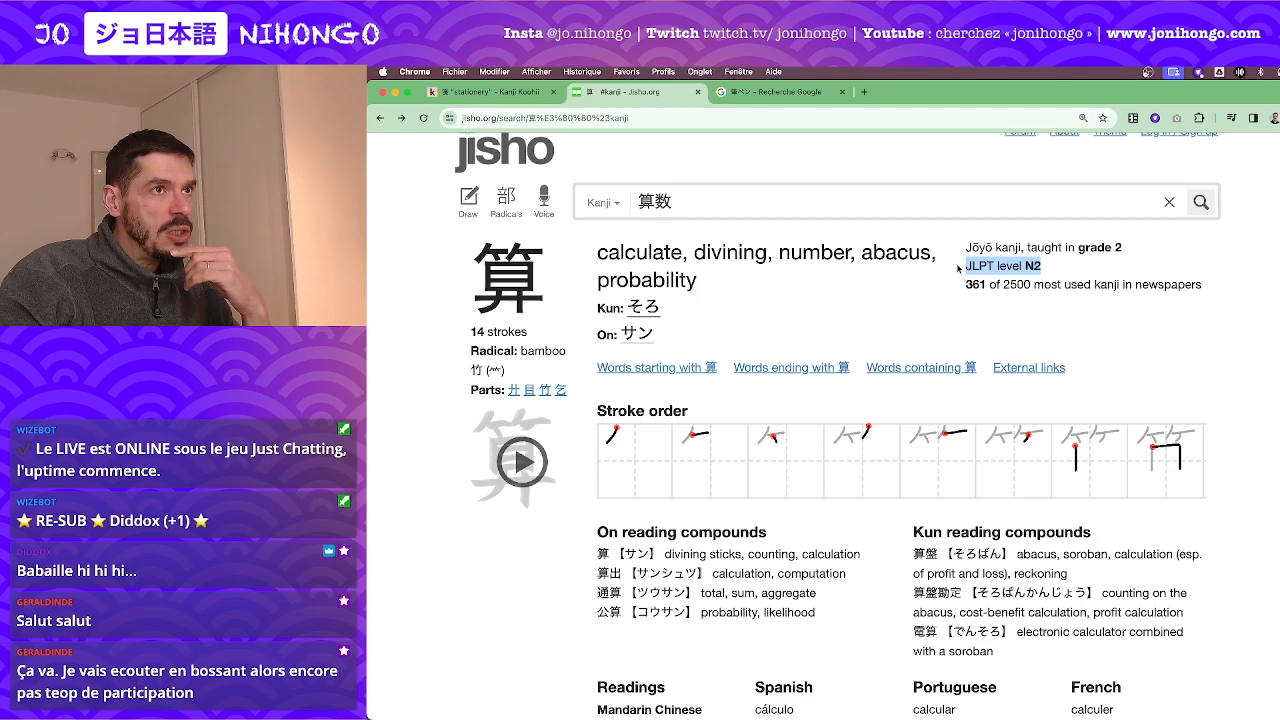 JO ジョ日本語 NIHONGO
Insta @jo.nihongo | Twitch twitch.tv/ jonihongo | Youtube : cherchez « jonihongo » | www.jonihongo.com
Chrome Fichier Modifier Afficher Historique Favoris Profils Onglet Fenêtre Aide
"stationery" - Kanji Koohii
算 #kanji - Jisho.org
筆ペン - Recherche Google
jisho.org/search/算%E3%80%80%23kanji
Forum About Theme Log in / Sign up
jisho
Draw
部 Radicals
Voice
Kanji
算数
算
14 strokes
Radical: bamboo
竹 (⺮)
Parts: 廾 目 竹 乞
算
calculate, divining, number, abacus,
probability
Kun: そろ
On: サン
Jōyō kanji, taught in grade 2
JLPT level N2
361 of 2500 most used kanji in newspapers
Words starting with 算 Words ending with 算 Words containing 算 External links
Stroke order
On reading compounds
算 【サン】 divining sticks, counting, calculation
算出 【サンシュツ】 calculation, computation
通算 【ツウサン】 total, sum, aggregate
公算 【コウサン】 probability, likelihood
Kun reading compounds
算盤 【そろばん】 abacus, soroban, calculation (esp.
of profit and loss), reckoning
算盤勘定 【そろばんかんじょう】 counting on the
abacus, cost-benefit calculation, profit calculation
電算 【でんそろ】 electronic calculator combined
with a soroban
Readings
Mandarin Chinese
Spanish
cálculo
Portuguese
calcular
French
calculer
WIZEBOT
✔ Le LIVE est ONLINE sous le jeu Just Chatting,
l'uptime commence.
WIZEBOT
⭐ RE-SUB ⭐ Diddox (+1) ⭐
DIDDOX
Babaille hi hi hi...
GERALDINDE
Salut salut
GERALDINDE
Ça va. Je vais ecouter en bossant alors encore
pas teop de participation